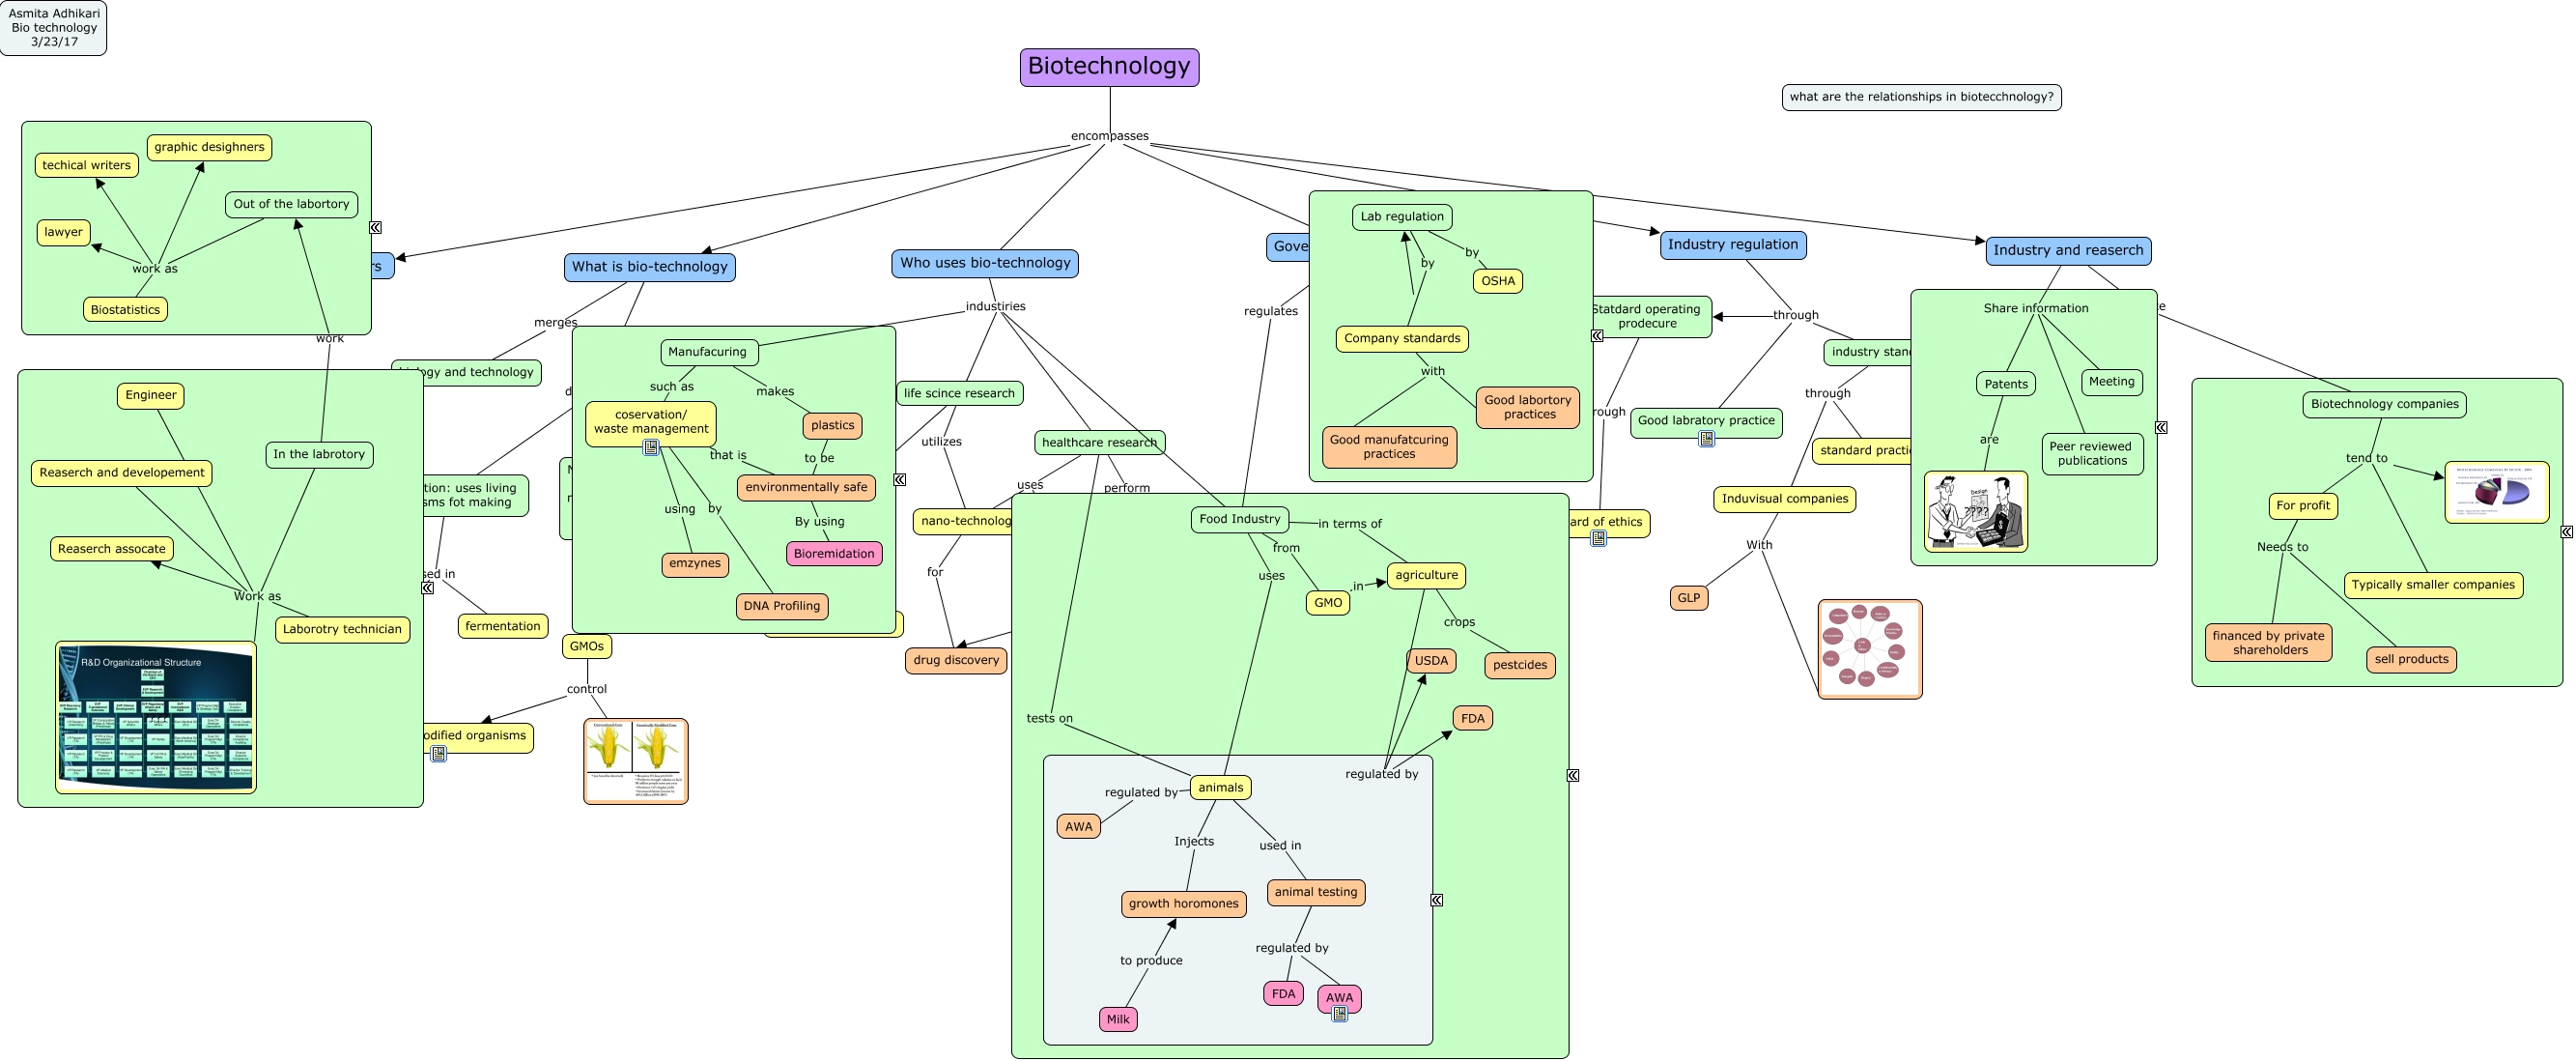 Asmita Adhikari
Bio technology
3/23/17
Biotechnology
what are the relationships in biotecchnology?
encompasses
graphic desighners
techical writers
Out of the labortory
lawyer
work as
Biostatistics
work
rs
What is bio-technology
Who uses bio-technology
Gove
Industry regulation
Industry and reaserch
merges
industiries
regulates
through
Lab regulation
by
by
OSHA
Company standards
with
Good labortory
practices
Good manufatcuring
practices
Statdard operating
prodecure
industry stan
through
Good labratory practice
standard practi
rough
Induvisual companies
ard of ethics
With
GLP
Share information
Patents
Meeting
are
Peer reviewed
publications
????
Biotechnology companies
tend to
For profit
Needs to
Typically smaller companies
financed by private
shareholders
sell products
Engineer
In the labrotory
Reaserch and developement
Reaserch assocate
Work as
Laborotry technician
R&D Organizational Structure
ogy and technology
tion: uses living
sms fot making
sed in
fermentation
GMOs
control
odified organisms
Manufacuring
such as
makes
coservation/
waste management
plastics
that is
to be
environmentally safe
using
by
By using
Bioremidation
emzynes
DNA Profiling
life scince research
utilizes
healthcare research
uses
perform
nano-technolog
for
drug discovery
tests on
Food Industry
in terms of
from
uses
agriculture
in
GMO
crops
USDA
pestcides
FDA
regulated by
animals
regulated by
AWA
Injects
used in
growth horomones
animal testing
to produce
regulated by
FDA
AWA
Milk